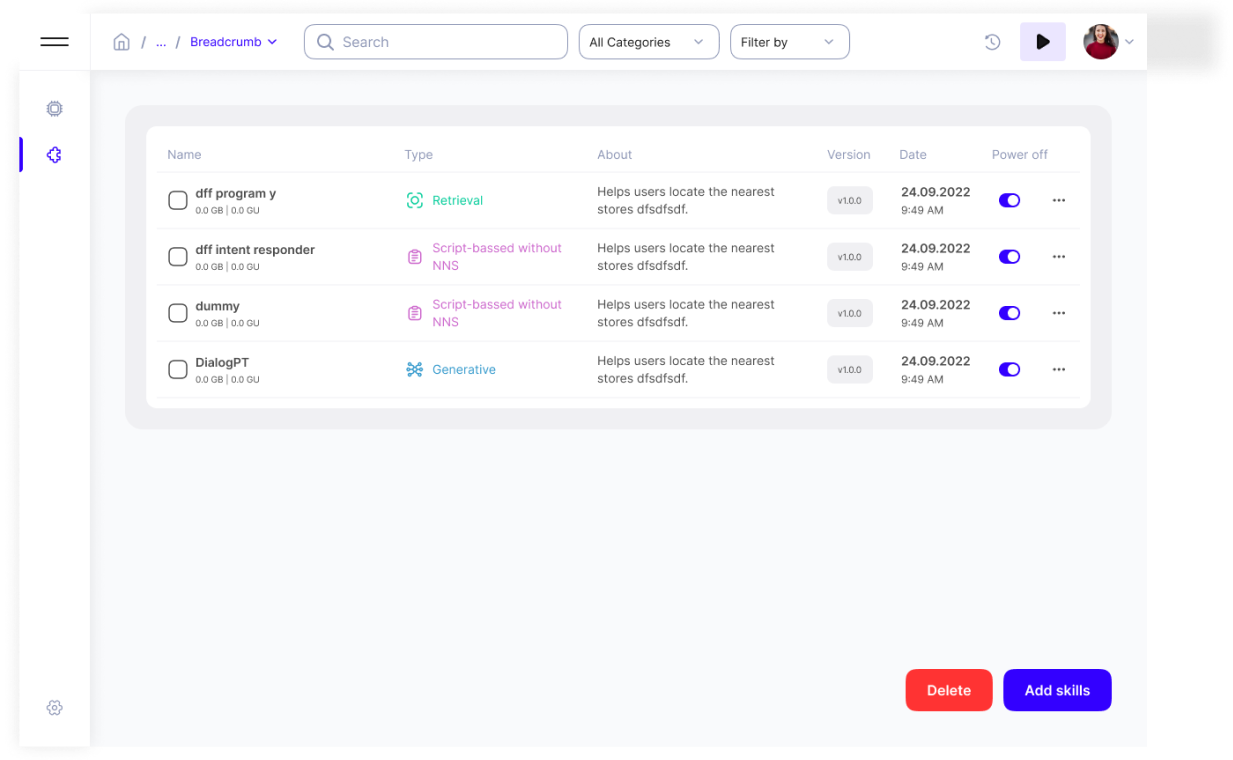 / ... / Breadcrumb
Search
All Categories
Filter by
Name Type About Version Date Power off
dff program y
0.0 GB | 0.0 GU
Retrieval
Helps users locate the nearest
stores dfsdfsdf.
v1.0.0
24.09.2022
9:49 AM
dff intent responder
0.0 GB | 0.0 GU
Script-bassed without
NNS
Helps users locate the nearest
stores dfsdfsdf.
v1.0.0
24.09.2022
9:49 AM
dummy
0.0 GB | 0.0 GU
Script-bassed without
NNS
Helps users locate the nearest
stores dfsdfsdf.
v1.0.0
24.09.2022
9:49 AM
DialogPT
0.0 GB | 0.0 GU
Generative
Helps users locate the nearest
stores dfsdfsdf.
v1.0.0
24.09.2022
9:49 AM
Delete
Add skills